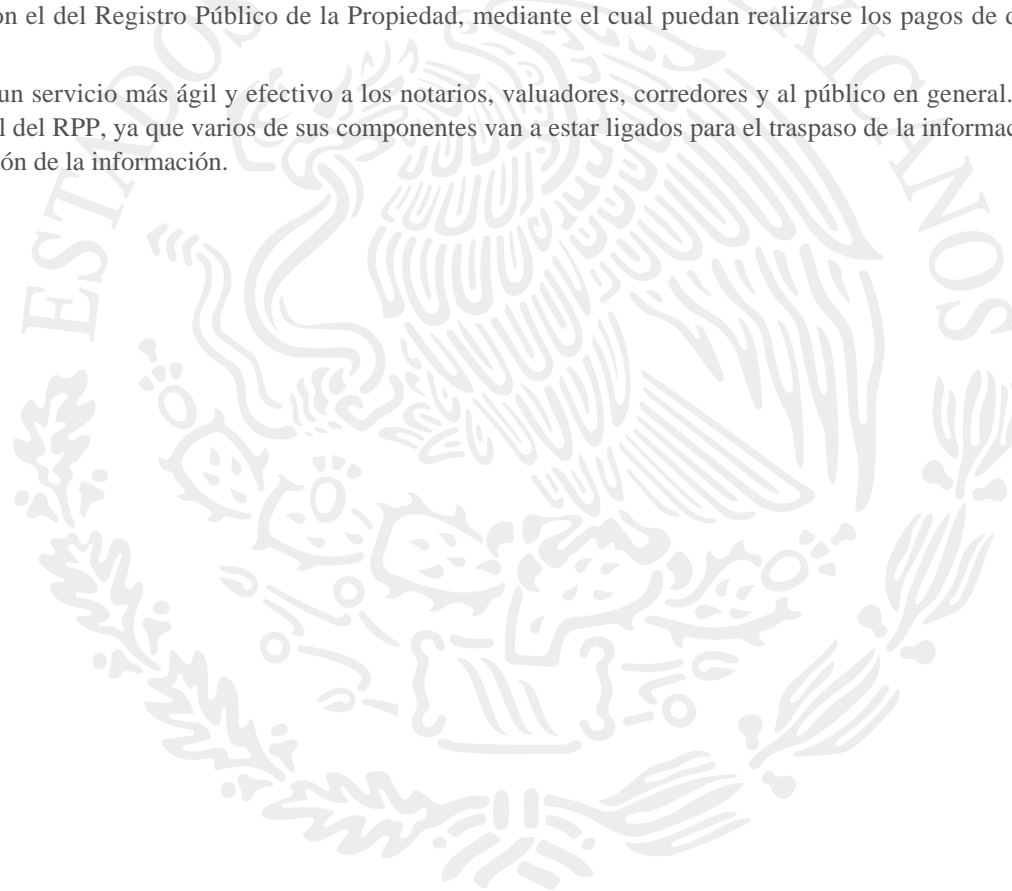 on el del Registro Público de la Propiedad, mediante el cual puedan realizarse los pagos de d
un servicio más ágil y efectivo a los notarios, valuadores, corredores y al público en general.
l del RPP, ya que varios de sus componentes van a estar ligados para el traspaso de la informac
ón de la información.
ESTADOS
XICANOS